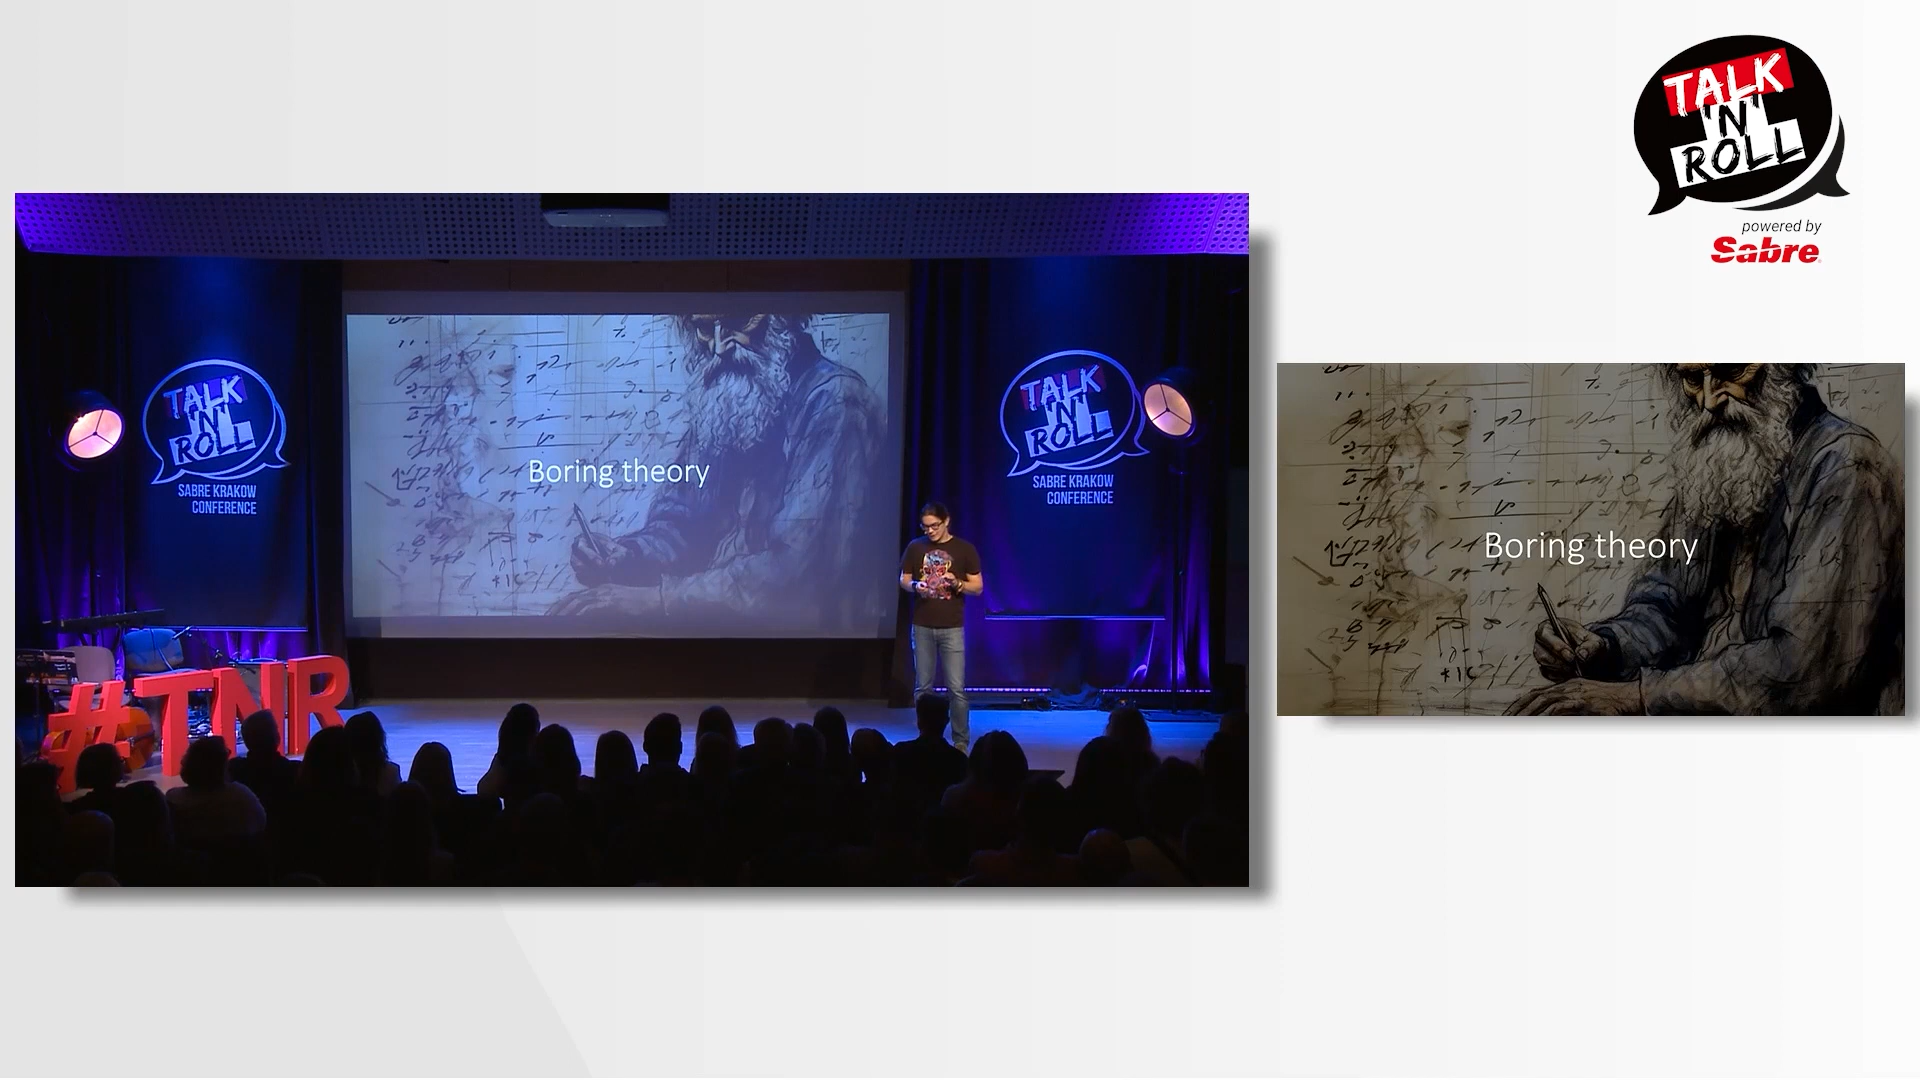 TALK
'N'
ROLL
powered by
Sabre
TALK
'N'
ROLL
SABRE KRAKOW
CONFERENCE
Boring theory
TALK
'N'
ROLL
SABRE KRAKOW
CONFERENCE
#TNR
Boring theory